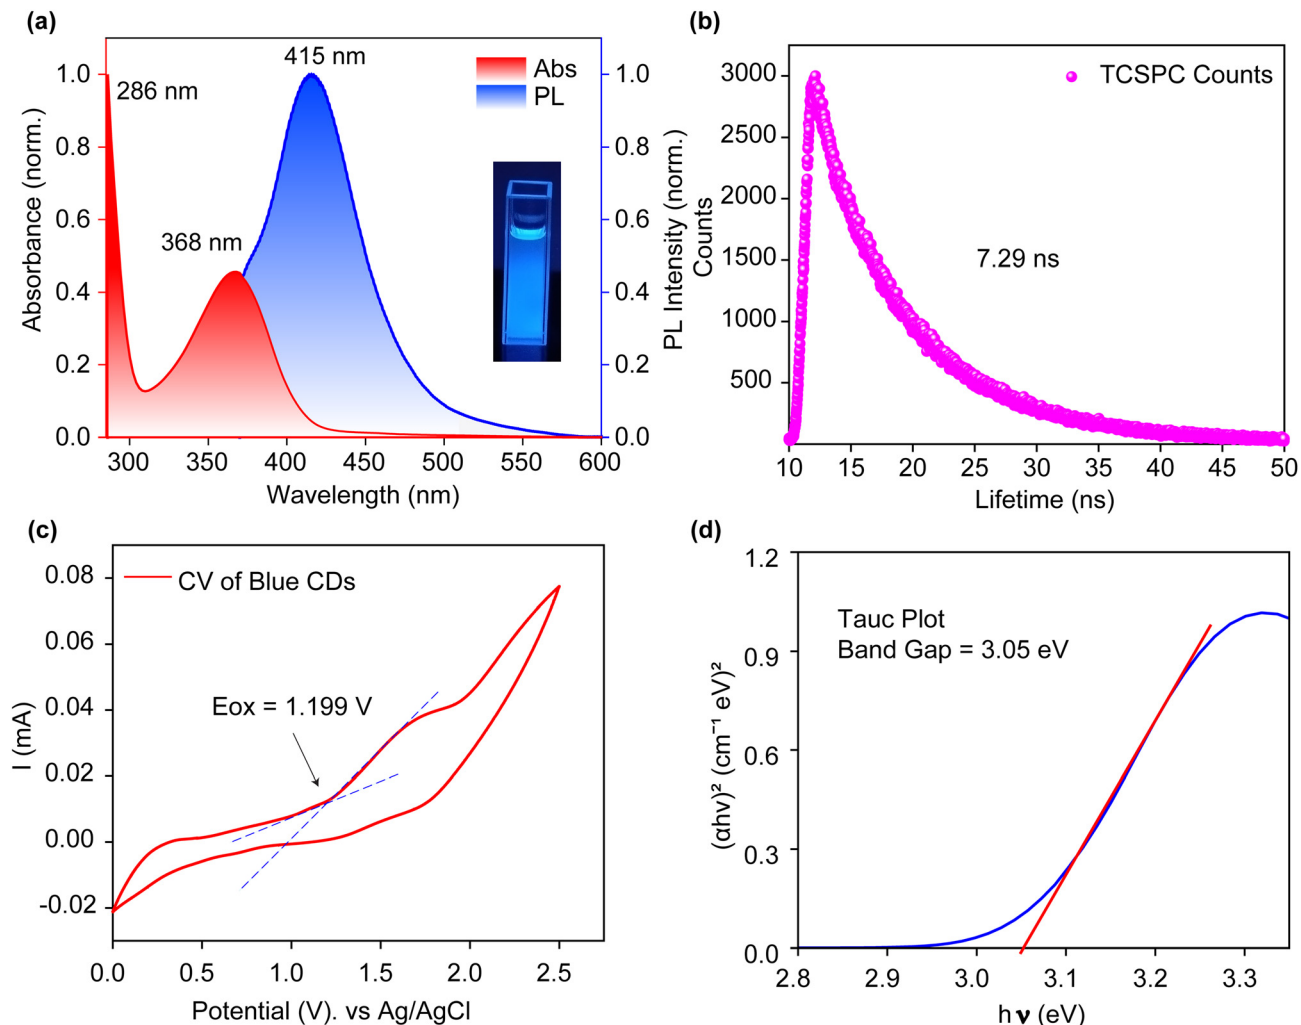 (a)
415 nm
286 nm
368 nm
Abs
PL
Absorbance (norm.)
1.0
0.8
0.6
0.4
0.2
0.0
1.0
0.8
0.6
0.4
0.2
0.0
PL Intensity (norm.)
300 350 400 450 500 550 600
Wavelength (nm)
(b)
TCSPC Counts
7.29 ns
Counts
3000
2500
2000
1500
1000
500
10 15 20 25 30 35 40 45 50
Lifetime (ns)
(c)
CV of Blue CDs
Eox = 1.199 V
I (mA)
0.08
0.06
0.04
0.02
0.00
-0.02
0.0 0.5 1.0 1.5 2.0 2.5
Potential (V). vs Ag/AgCl
(d)
Tauc Plot
Band Gap = 3.05 eV
(αhν)² (cm⁻¹ eV)²
1.2
0.9
0.6
0.3
0.0
2.8 2.9 3.0 3.1 3.2 3.3
hν (eV)